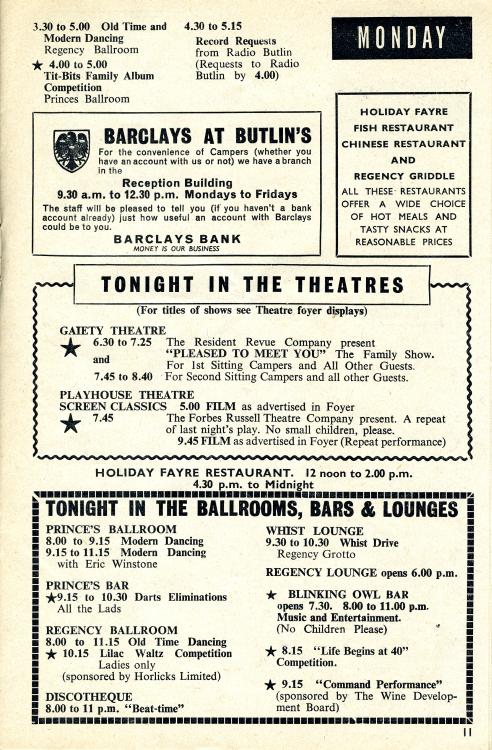 3.30 to 5.00 Old Time and
Modern Dancing
Regency Ballroom
★ 4.00 to 5.00
Tit-Bits Family Album
Competition
Princes Ballroom
4.30 to 5.15
Record Requests
from Radio Butlin
(Requests to Radio
Butlin by 4.00)
MONDAY
BARCLAYS AT BUTLIN'S
For the convenience of Campers (whether you
have an account with us or not) we have a branch
in the
Reception Building
9.30 a.m. to 12.30 p.m. Mondays to Fridays
The staff will be pleased to tell you (if you haven't a bank
account already) just how useful an account with Barclays
could be to you.
BARCLAYS BANK
MONEY IS OUR BUSINESS
HOLIDAY FAYRE
FISH RESTAURANT
CHINESE RESTAURANT
AND
REGENCY GRIDDLE
ALL THESE RESTAURANTS
OFFER A WIDE CHOICE
OF HOT MEALS AND
TASTY SNACKS AT
REASONABLE PRICES
TONIGHT IN THE THEATRES
(For titles of shows see Theatre foyer displays)
GAIETY THEATRE
★ 6.30 to 7.25 The Resident Revue Company present
and "PLEASED TO MEET YOU" The Family Show.
For 1st Sitting Campers and All Other Guests.
7.45 to 8.40 For Second Sitting Campers and all other Guests.
PLAYHOUSE THEATRE
SCREEN CLASSICS 5.00 FILM as advertised in Foyer
★ 7.45 The Forbes Russell Theatre Company present. A repeat
of last night's play. No small children, please.
9.45 FILM as advertised in Foyer (Repeat performance)
HOLIDAY FAYRE RESTAURANT. 12 noon to 2.00 p.m.
4.30 p.m. to Midnight
TONIGHT IN THE BALLROOMS, BARS & LOUNGES
PRINCE'S BALLROOM
8.00 to 9.15 Modern Dancing
9.15 to 11.15 Modern Dancing
with Eric Winstone
PRINCE'S BAR
★ 9.15 to 10.30 Darts Eliminations
All the Lads
REGENCY BALLROOM
8.00 to 11.15 Old Time Dancing
★ 10.15 Lilac Waltz Competition
Ladies only
(sponsored by Horlicks Limited)
DISCOTHEQUE
8.00 to 11 p.m. "Beat-time"
WHIST LOUNGE
9.30 to 10.30 Whist Drive
Regency Grotto
REGENCY LOUNGE opens 6.00 p.m.
★ BLINKING OWL BAR
opens 7.30. 8.00 to 11.00 p.m.
Music and Entertainment.
(No Children Please)
★ 8.15 "Life Begins at 40"
Competition.
★ 9.15 "Command Performance"
(sponsored by The Wine Develop-
ment Board)
11